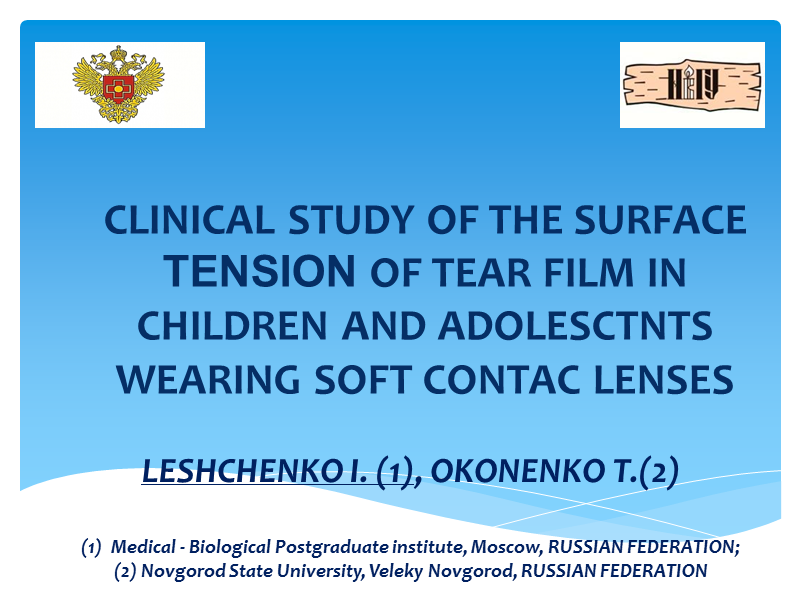 НовГУ
CLINICAL STUDY OF THE SURFACE
TENSION OF TEAR FILM IN
CHILDREN AND ADOLESCTNTS
WEARING SOFT CONTAC LENSES
LESHCHENKO I. (1), OKONENKO T.(2)
(1) Medical - Biological Postgraduate institute, Moscow, RUSSIAN FEDERATION;
(2) Novgorod State University, Veleky Novgorod, RUSSIAN FEDERATION